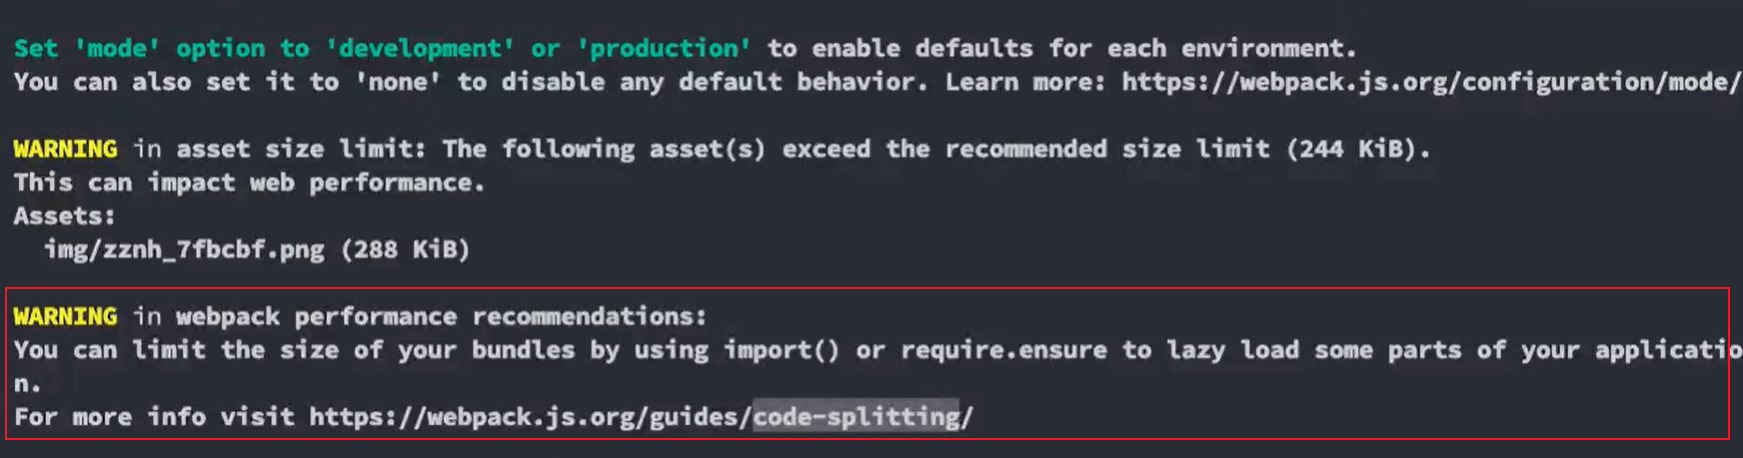 Set 'mode' option to 'development' or 'production' to enable defaults for each environment.
You can also set it to 'none' to disable any default behavior. Learn more: https://webpack.js.org/configuration/mode/
WARNING in asset size limit: The following asset(s) exceed the recommended size limit (244 KiB).
This can impact web performance.
Assets:
img/zznh_7fbcbf.png (288 KiB)
WARNING in webpack performance recommendations:
You can limit the size of your bundles by using import() or require.ensure to lazy load some parts of your applicatio
n.
For more info visit https://webpack.js.org/guides/code-splitting/